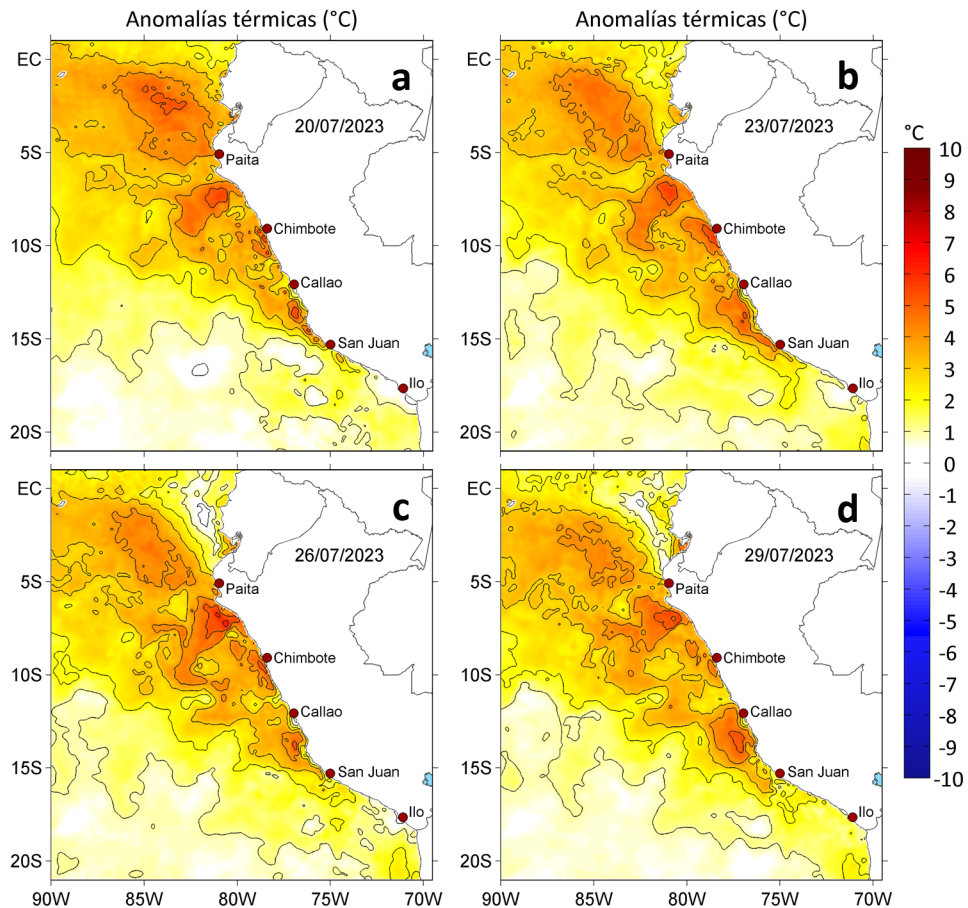 Anomalías térmicas (°C)
Anomalías térmicas (°C)
EC
5S
10S
15S
20S
a
20/07/2023
Paita
Chimbote
Callao
San Juan
Ilo
EC
5S
10S
15S
20S
b
23/07/2023
Paita
Chimbote
Callao
San Juan
Ilo
°C
10
9
8
7
6
5
4
3
2
1
0
-1
-2
-3
-4
-5
-6
-7
-8
-9
-10
EC
5S
10S
15S
20S
c
26/07/2023
Paita
Chimbote
Callao
San Juan
Ilo
90W 85W 80W 75W 70W
EC
5S
10S
15S
20S
d
29/07/2023
Paita
Chimbote
Callao
San Juan
Ilo
90W 85W 80W 75W 70W